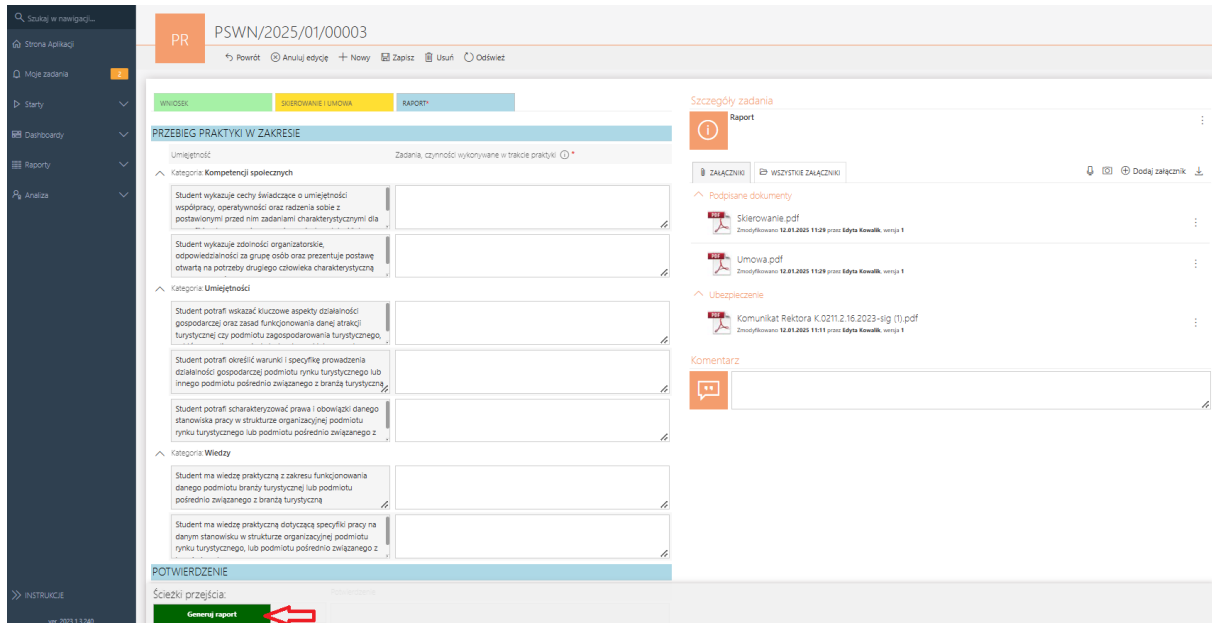 Szukaj w nawigacji...
Strona Aplikacji
Moje zadania 2
Starty
Dashboardy
Raporty
Analiza
INSTRUKCJE
ver. 2023.1.3.240
PR
PSWN/2025/01/00003
Powrót Anuluj edycję Nowy Zapisz Usuń Odśwież
WNIOSEK SKIEROWANIE I UMOWA RAPORT*
PRZEBIEG PRAKTYKI W ZAKRESIE
Umiejętność Zadania, czynności wykonywane w trakcie praktyki *
Kategoria: Kompetencji społecznych
Student wykazuje cechy świadczące o umiejętności
współpracy, operatywności oraz radzenia sobie z
postawionymi przed nim zadaniami charakterystycznymi dla
Student wykazuje zdolności organizatorskie,
odpowiedzialności za grupę osób oraz prezentuje postawę
otwartą na potrzeby drugiego człowieka charakterystyczną
Kategoria: Umiejętności
Student potrafi wskazać kluczowe aspekty działalności
gospodarczej oraz zasad funkcjonowania danej atrakcji
turystycznej czy podmiotu zagospodarowania turystycznego,
Student potrafi określić warunki i specyfikę prowadzenia
działalności gospodarczej podmiotu rynku turystycznego lub
innego podmiotu pośrednio związanego z branżą turystyczną
Student potrafi scharakteryzować prawa i obowiązki danego
stanowiska pracy w strukturze organizacyjnej podmiotu
rynku turystycznego lub podmiotu pośrednio związanego z
Kategoria: Wiedzy
Student ma wiedzę praktyczną z zakresu funkcjonowania
danego podmiotu branży turystycznej lub podmiotu
pośrednio związanego z branżą turystyczną
Student ma wiedzę praktyczną dotyczącą specyfiki pracy na
danym stanowisku w strukturze organizacyjnej podmiotu
rynku turystycznego, lub podmiotu pośrednio związanego z
POTWIERDZENIE
Ścieżki przejścia:
Generuj raport
Szczegóły zadania
Raport
ZAŁĄCZNIKI WSZYSTKIE ZAŁĄCZNIKI Dodaj załącznik
Podpisane dokumenty
PDF Skierowanie.pdf
Zmodyfikowano 12.01.2025 11:29 przez Edyta Kowalik, wersja 1
PDF Umowa.pdf
Zmodyfikowano 12.01.2025 11:29 przez Edyta Kowalik, wersja 1
Ubezpieczenie
PDF Komunikat Rektora K.0211.2.16.2023-sig (1).pdf
Zmodyfikowano 12.01.2025 11:11 przez Edyta Kowalik, wersja 1
Komentarz